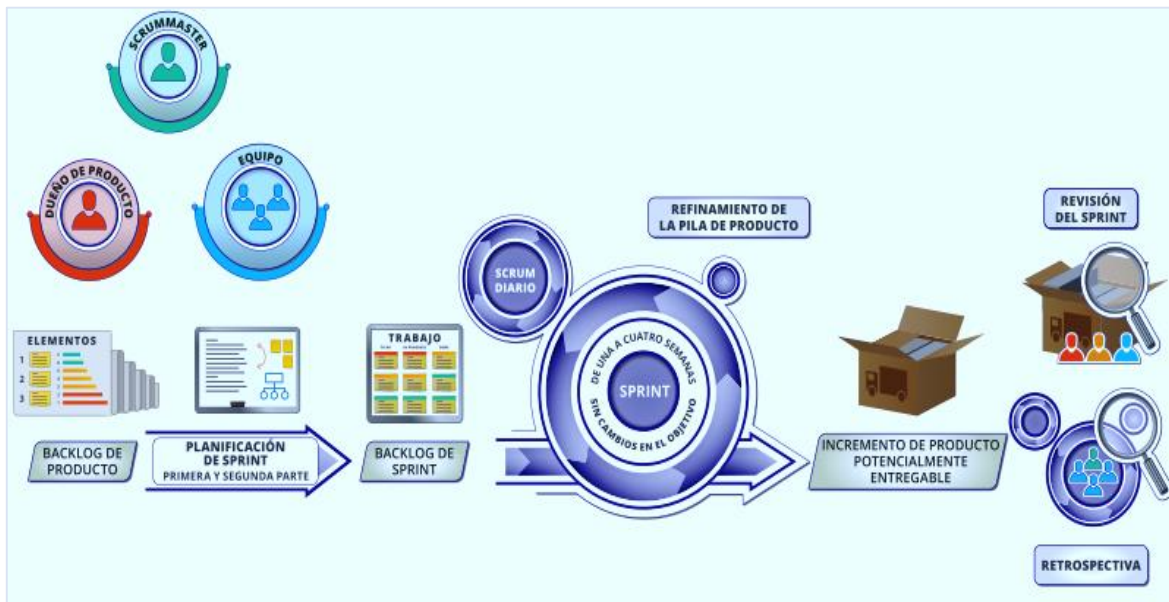 SCRUMMASTER
DUEÑO DE PRODUCTO
EQUIPO
REFINAMIENTO DE
LA PILA DE PRODUCTO
REVISIÓN
DEL SPRINT
SCRUM
DIARIO
ELEMENTOS
1
2
3
TRABAJO
DE UNA A CUATRO SEMANAS
SPRINT
SIN CAMBIOS EN EL OBJETIVO
BACKLOG DE
PRODUCTO
PLANIFICACIÓN
DE SPRINT
PRIMERA Y SEGUNDA PARTE
BACKLOG DE
SPRINT
INCREMENTO DE PRODUCTO
POTENCIALMENTE
ENTREGABLE
RETROSPECTIVA